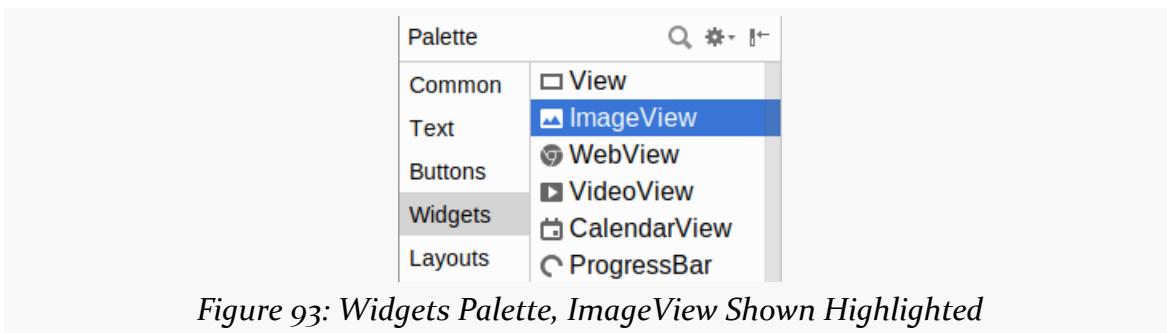 Palette
Common
Text
Buttons
Widgets
Layouts
View
ImageView
WebView
VideoView
CalendarView
ProgressBar
Figure 93: Widgets Palette, ImageView Shown Highlighted